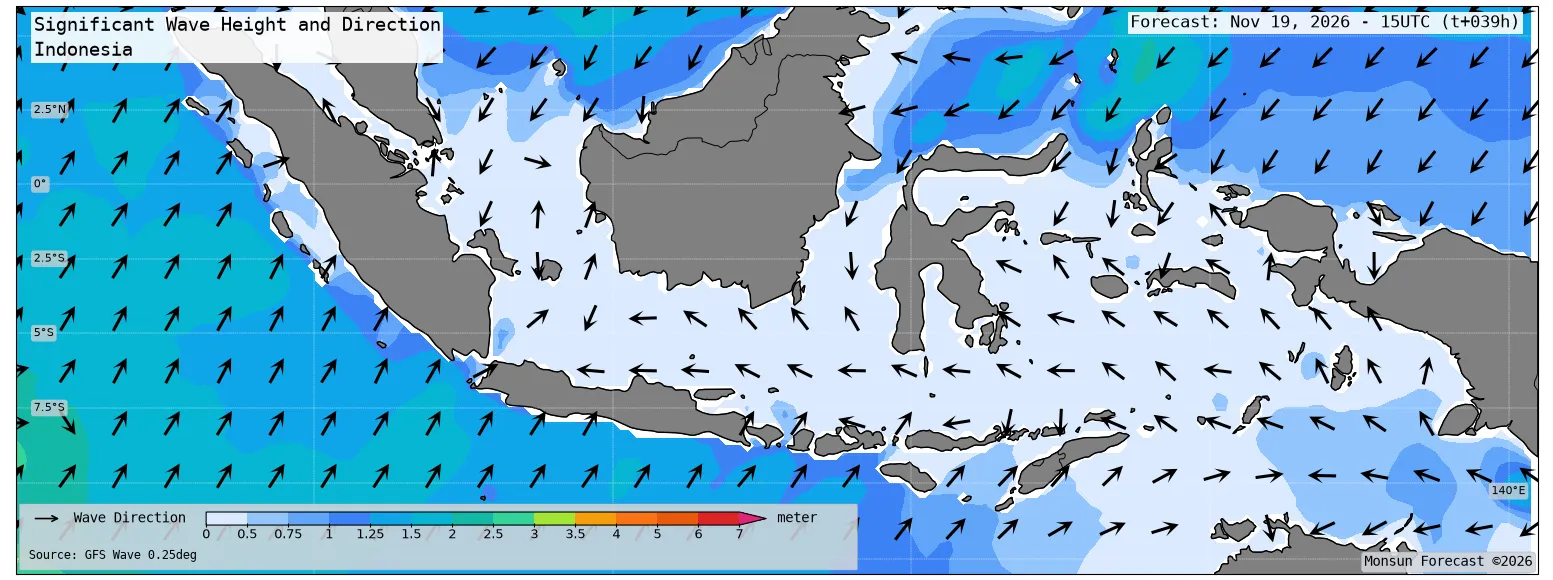 Significant Wave Height and Direction
Indonesia
Forecast: Nov 19, 2026 - 15UTC (t+039h)
2.5°N
0°
2.5°S
5°S
7.5°S
140°E
Wave Direction
meter
0 0.5 0.75 1 1.25 1.5 2 2.5 3 3.5 4 5 6 7
Source: GFS Wave 0.25deg
Monsun Forecast ©2026